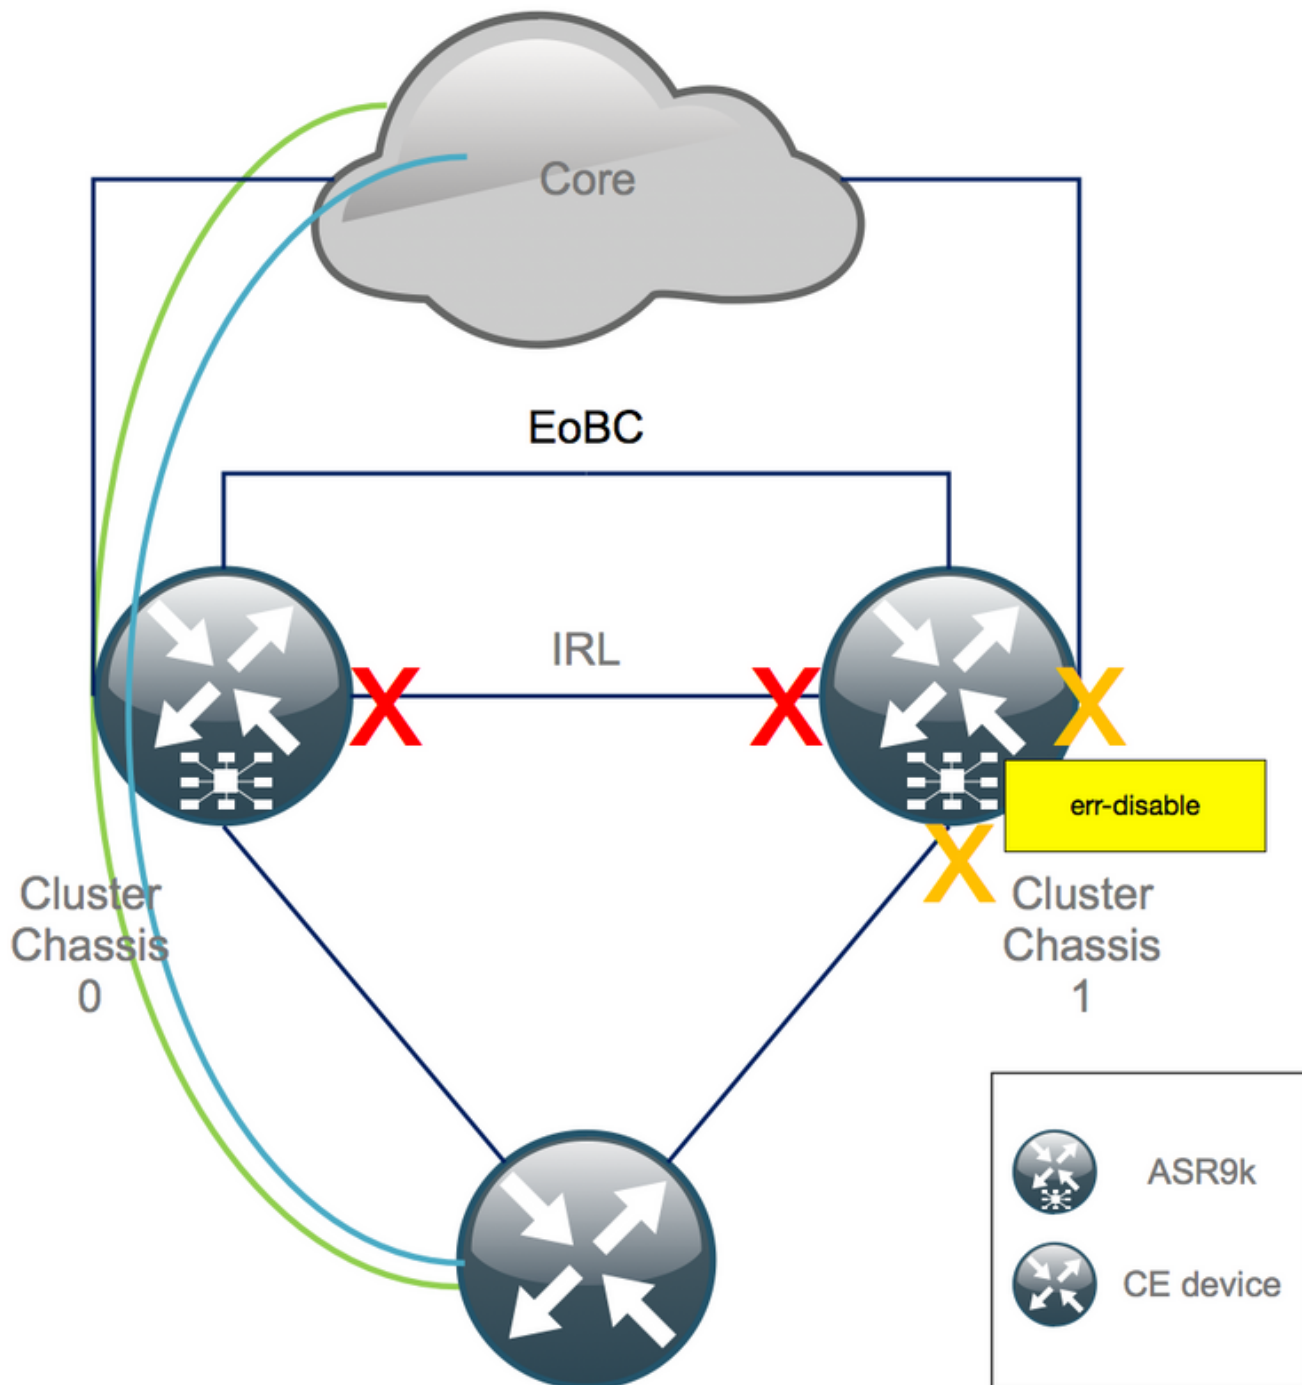 Core
EoBC
IRL
err-disable
Cluster
Chassis
0
Cluster
Chassis
1
ASR9k
CE device